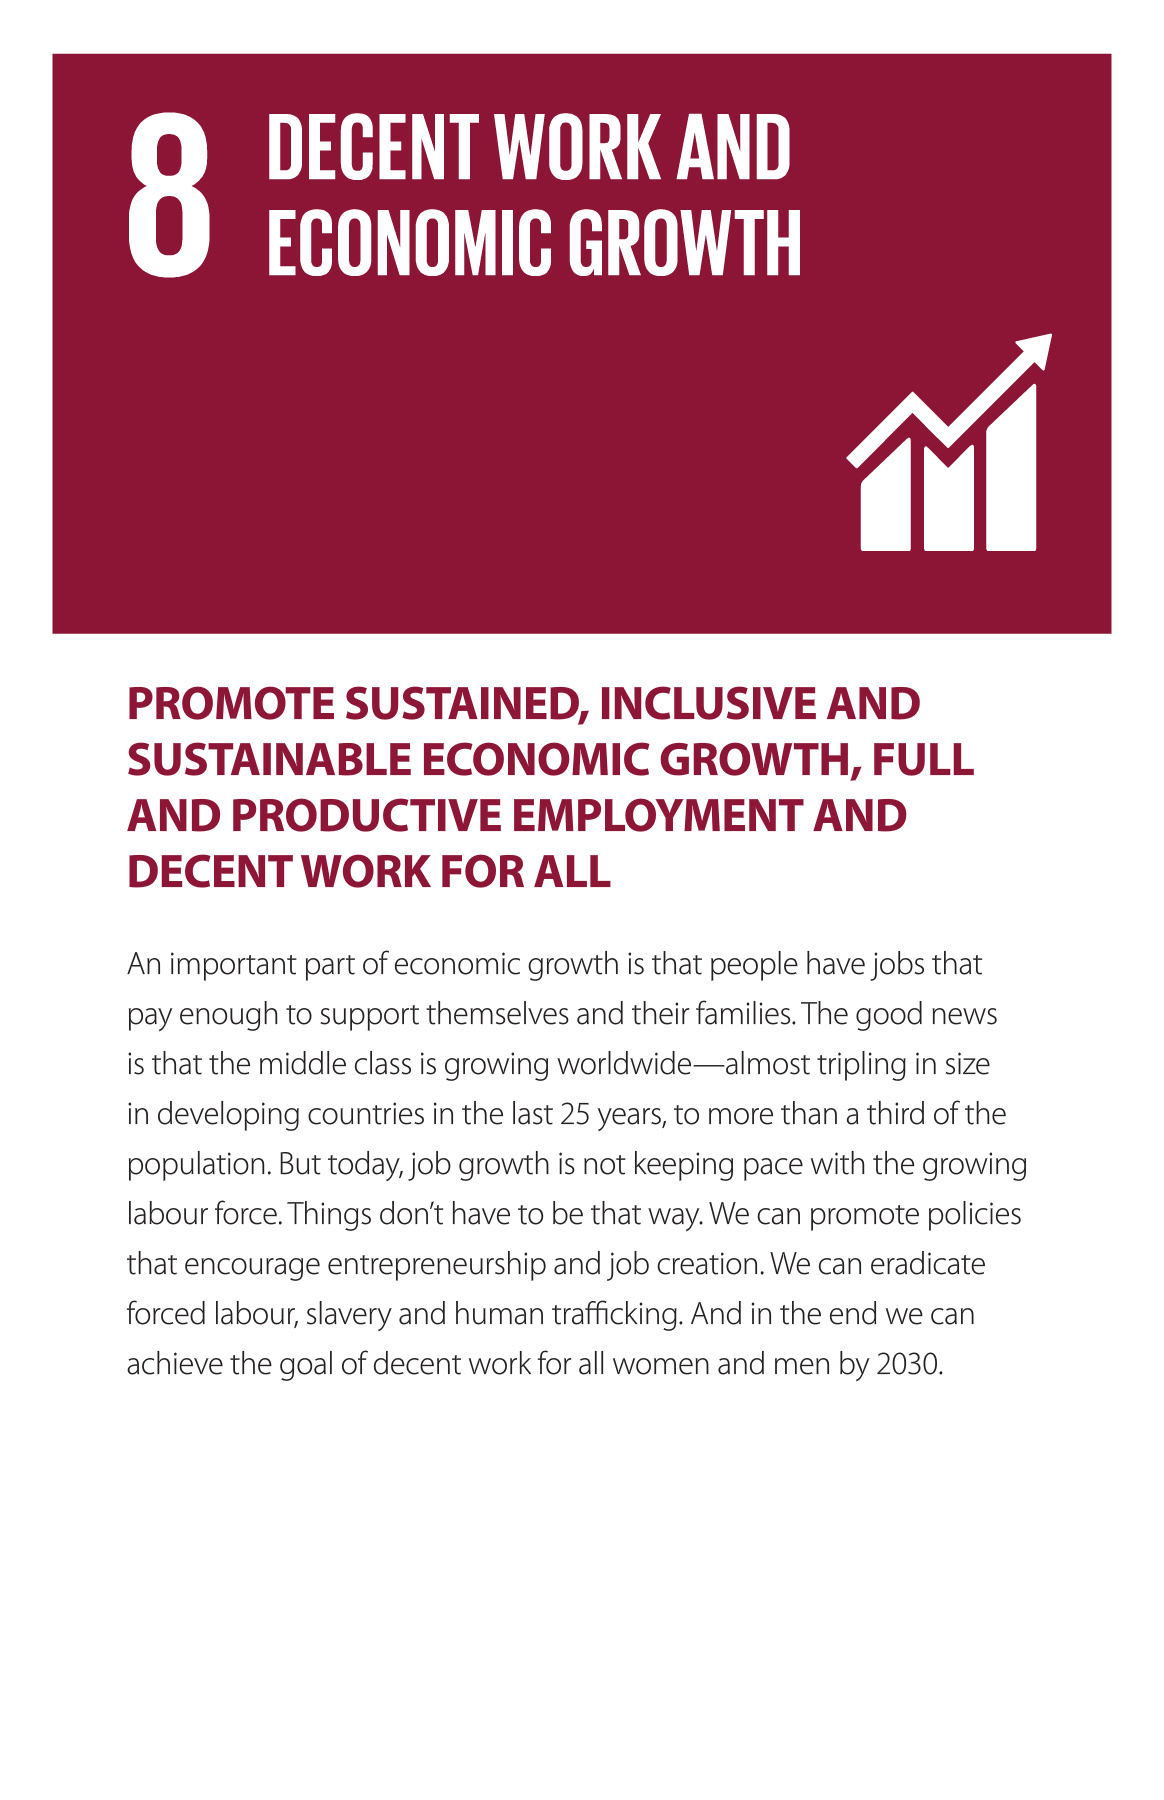 8
DECENT WORK AND
ECONOMIC GROWTH
PROMOTE SUSTAINED, INCLUSIVE AND
SUSTAINABLE ECONOMIC GROWTH, FULL
AND PRODUCTIVE EMPLOYMENT AND
DECENT WORK FOR ALL
An important part of economic growth is that people have jobs that
pay enough to support themselves and their families. The good news
is that the middle class is growing worldwide—almost tripling in size
in developing countries in the last 25 years, to more than a third of the
population. But today, job growth is not keeping pace with the growing
labour force. Things don’t have to be that way. We can promote policies
that encourage entrepreneurship and job creation. We can eradicate
forced labour, slavery and human trafficking. And in the end we can
achieve the goal of decent work for all women and men by 2030.